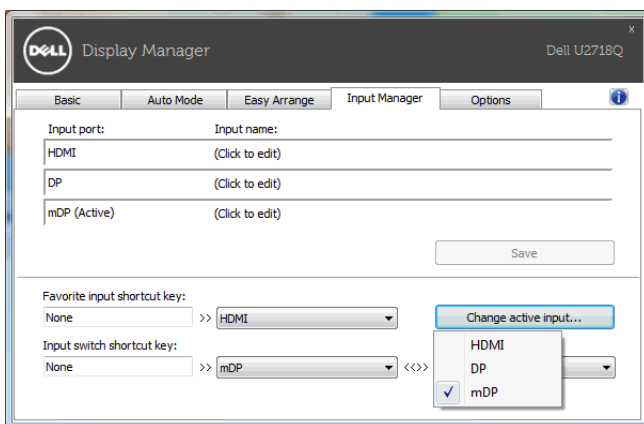 DELL Display Manager Dell U2718Q
x
Basic Auto Mode Easy Arrange Input Manager Options
Input port: Input name:
HDMI (Click to edit)
DP (Click to edit)
mDP (Active) (Click to edit)
Save
Favorite input shortcut key:
None >> HDMI Change active input...
Input switch shortcut key:
None >> mDP <<>>
HDMI
DP
✓ mDP